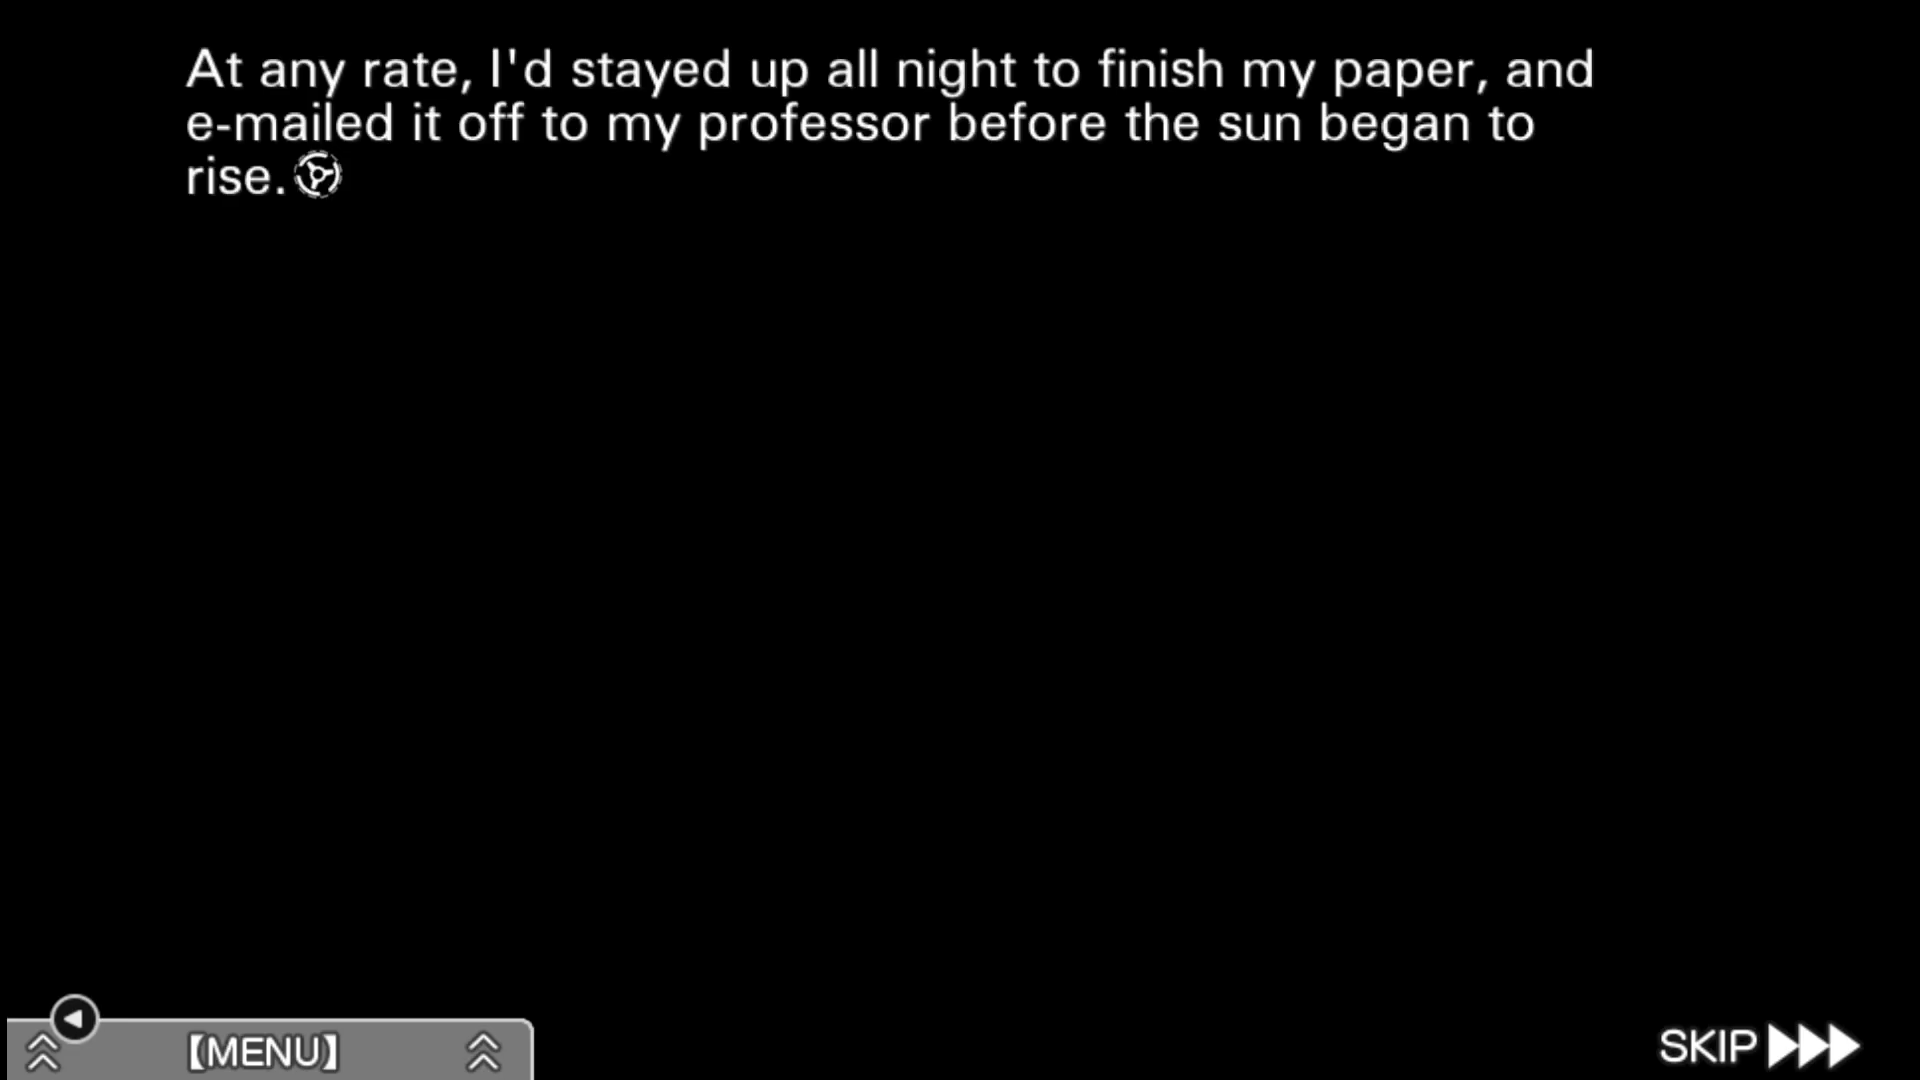 At any rate, I'd stayed up all night to finish my paper, and
e-mailed it off to my professor before the sun began to
rise.
【MENU】
SKIP